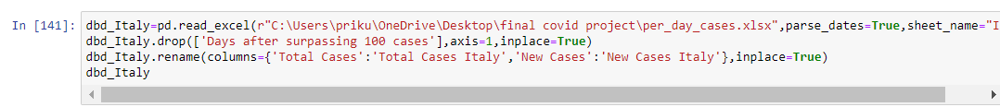 In [141]: dbd_Italy=pd.read_excel(r"C:\Users\priku\OneDrive\Desktop\final covid project\per_day_cases.xlsx",parse_dates=True,sheet_name="I
dbd_Italy.drop(['Days after surpassing 100 cases'],axis=1,inplace=True)
dbd_Italy.rename(columns={'Total Cases':'Total Cases Italy','New Cases':'New Cases Italy'},inplace=True)
dbd_Italy